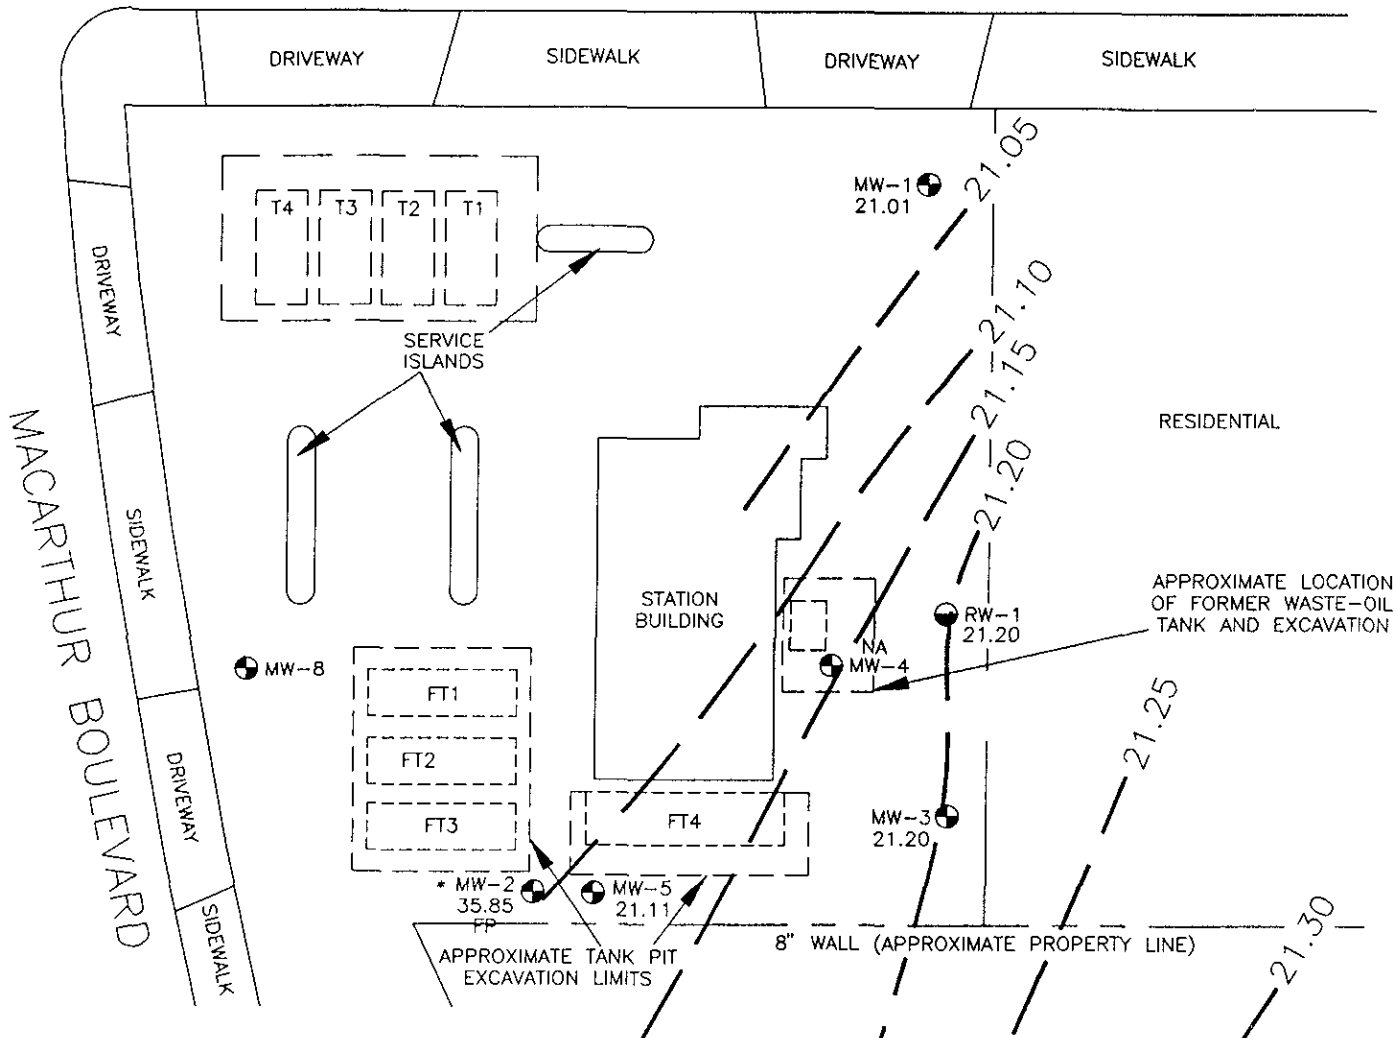 DRIVEWAY
SIDEWALK
DRIVEWAY
SIDEWALK
21.05
MW-1
21.01
T4
T3
T2
T1
DRIVEWAY
21.10
SERVICE
ISLANDS
21.15
RESIDENTIAL
MACARTHUR BOULEVARD
21.20
SIDEWALK
STATION
BUILDING
APPROXIMATE LOCATION
OF FORMER WASTE-OIL
TANK AND EXCAVATION
RW-1
21.20
NA
MW-4
MW-8
FT1
21.25
FT2
DRIVEWAY
FT3
FT4
MW-3
21.20
* MW-2
35.85
FP
MW-5
21.11
SIDEWALK
8" WALL (APPROXIMATE PROPERTY LINE)
APPROXIMATE TANK PIT
EXCAVATION LIMITS
21.30